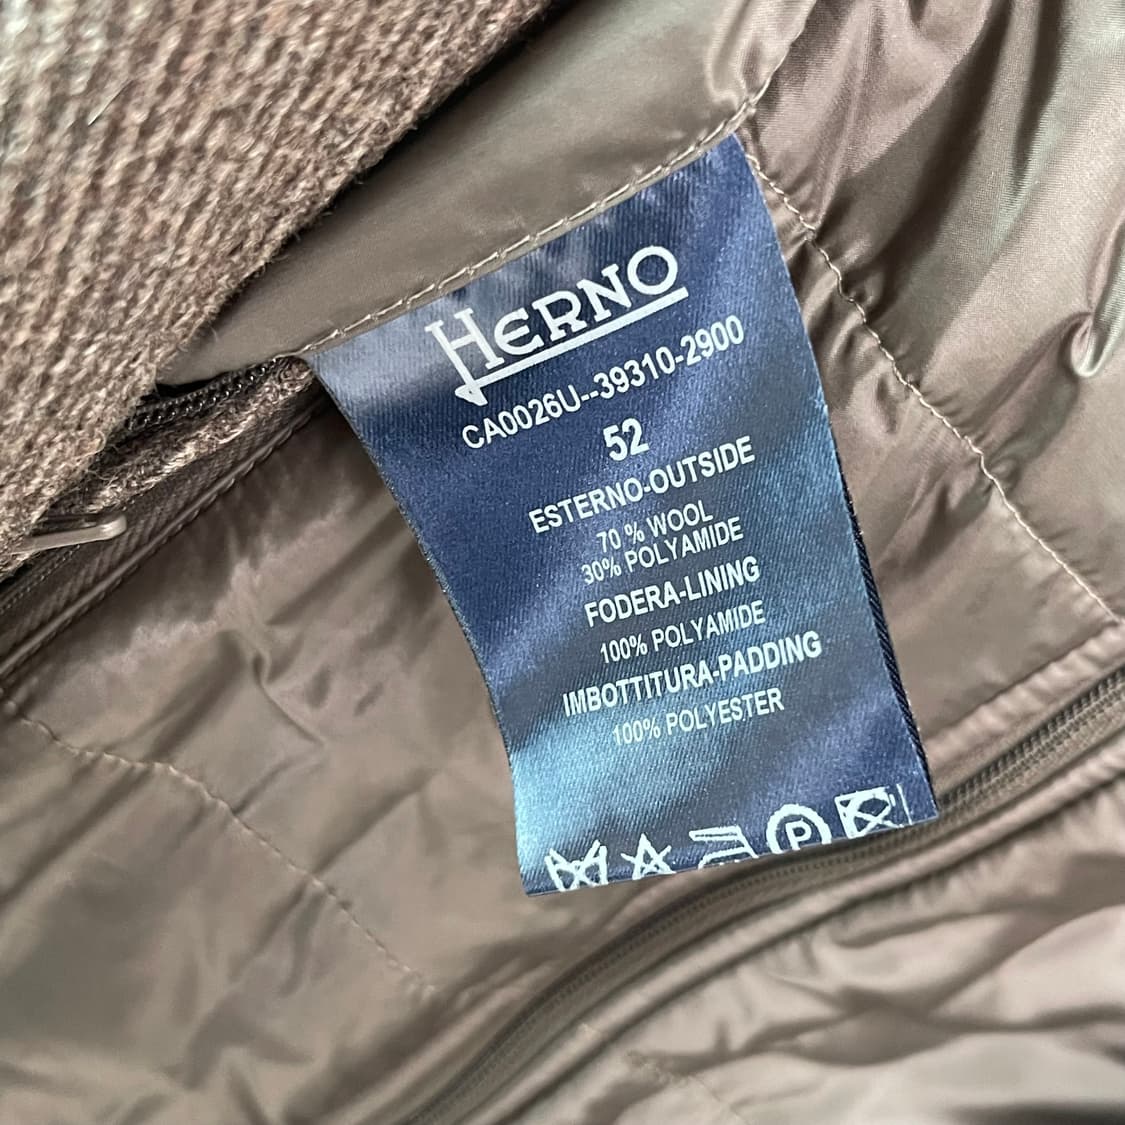 HERNO
CA0026U--39310-2900
52
ESTERNO-OUTSIDE
70 % WOOL
30% POLYAMIDE
FODERA-LINING
100% POLYAMIDE
IMBOTTITURA-PADDING
100% POLYESTER
P